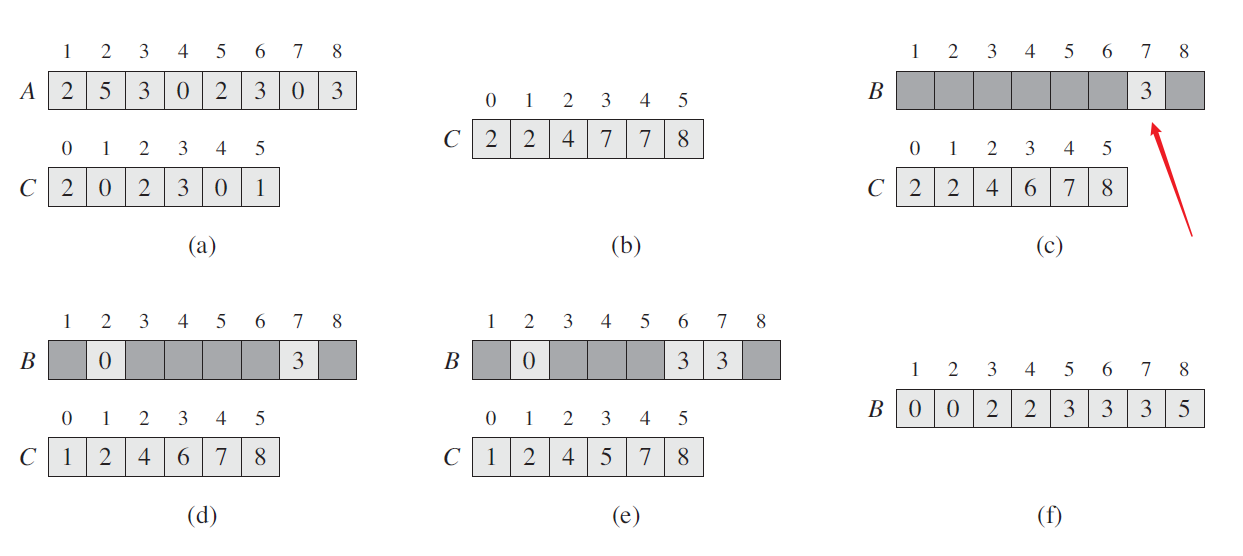 1 2 3 4 5 6 7 8
A 2 5 3 0 2 3 0 3
0 1 2 3 4 5
C 2 0 2 3 0 1
(a)
0 1 2 3 4 5
C 2 2 4 7 7 8
(b)
1 2 3 4 5 6 7 8
B 3
0 1 2 3 4 5
C 2 2 4 6 7 8
(c)
1 2 3 4 5 6 7 8
B 0 3
0 1 2 3 4 5
C 1 2 4 6 7 8
(d)
1 2 3 4 5 6 7 8
B 0 3 3
0 1 2 3 4 5
C 1 2 4 5 7 8
(e)
1 2 3 4 5 6 7 8
B 0 0 2 2 3 3 3 5
(f)